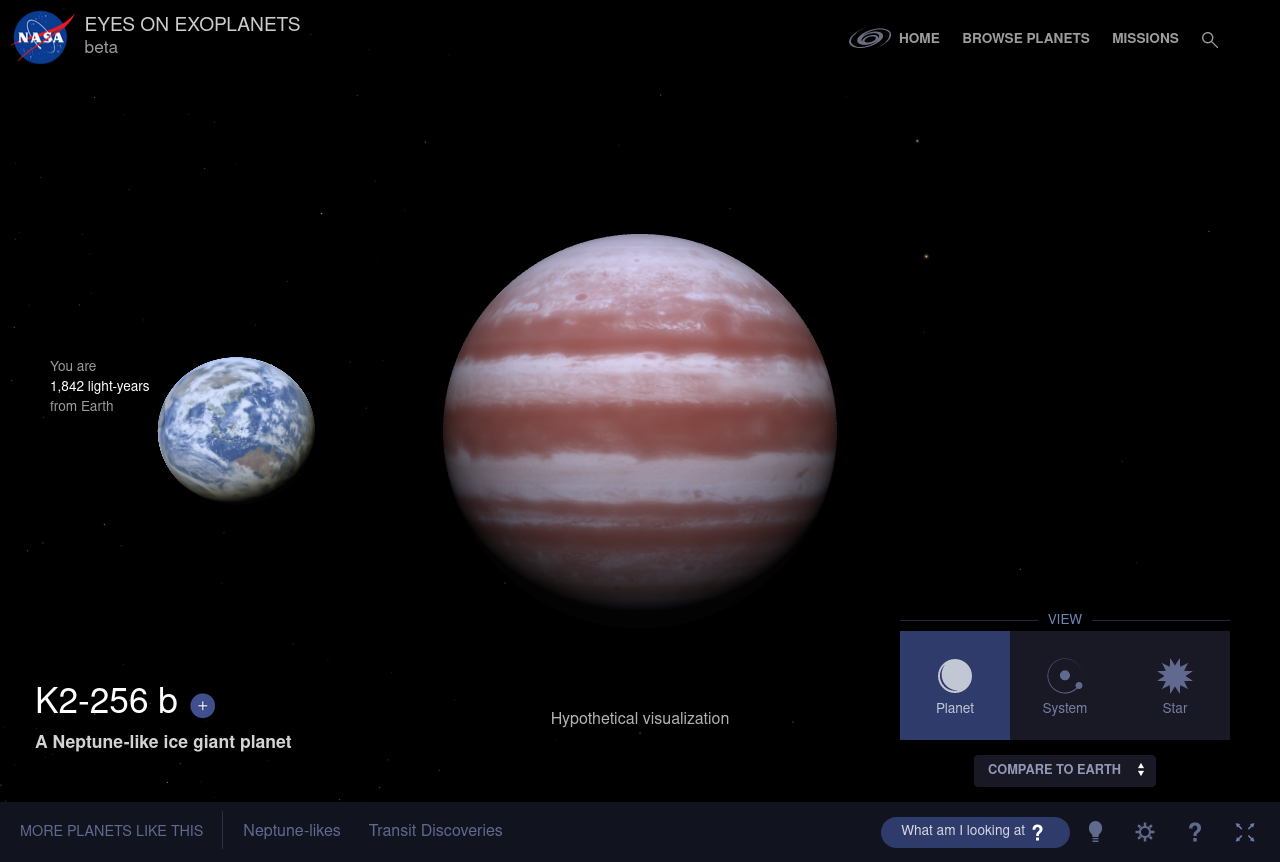 NASA
EYES ON EXOPLANETS
beta
HOME
BROWSE PLANETS
MISSIONS
You are
1,842 light-years
from Earth
K2-256 b
A Neptune-like ice giant planet
Hypothetical visualization
VIEW
Planet
System
Star
COMPARE TO EARTH
MORE PLANETS LIKE THIS
Neptune-likes
Transit Discoveries
What am I looking at ?
?